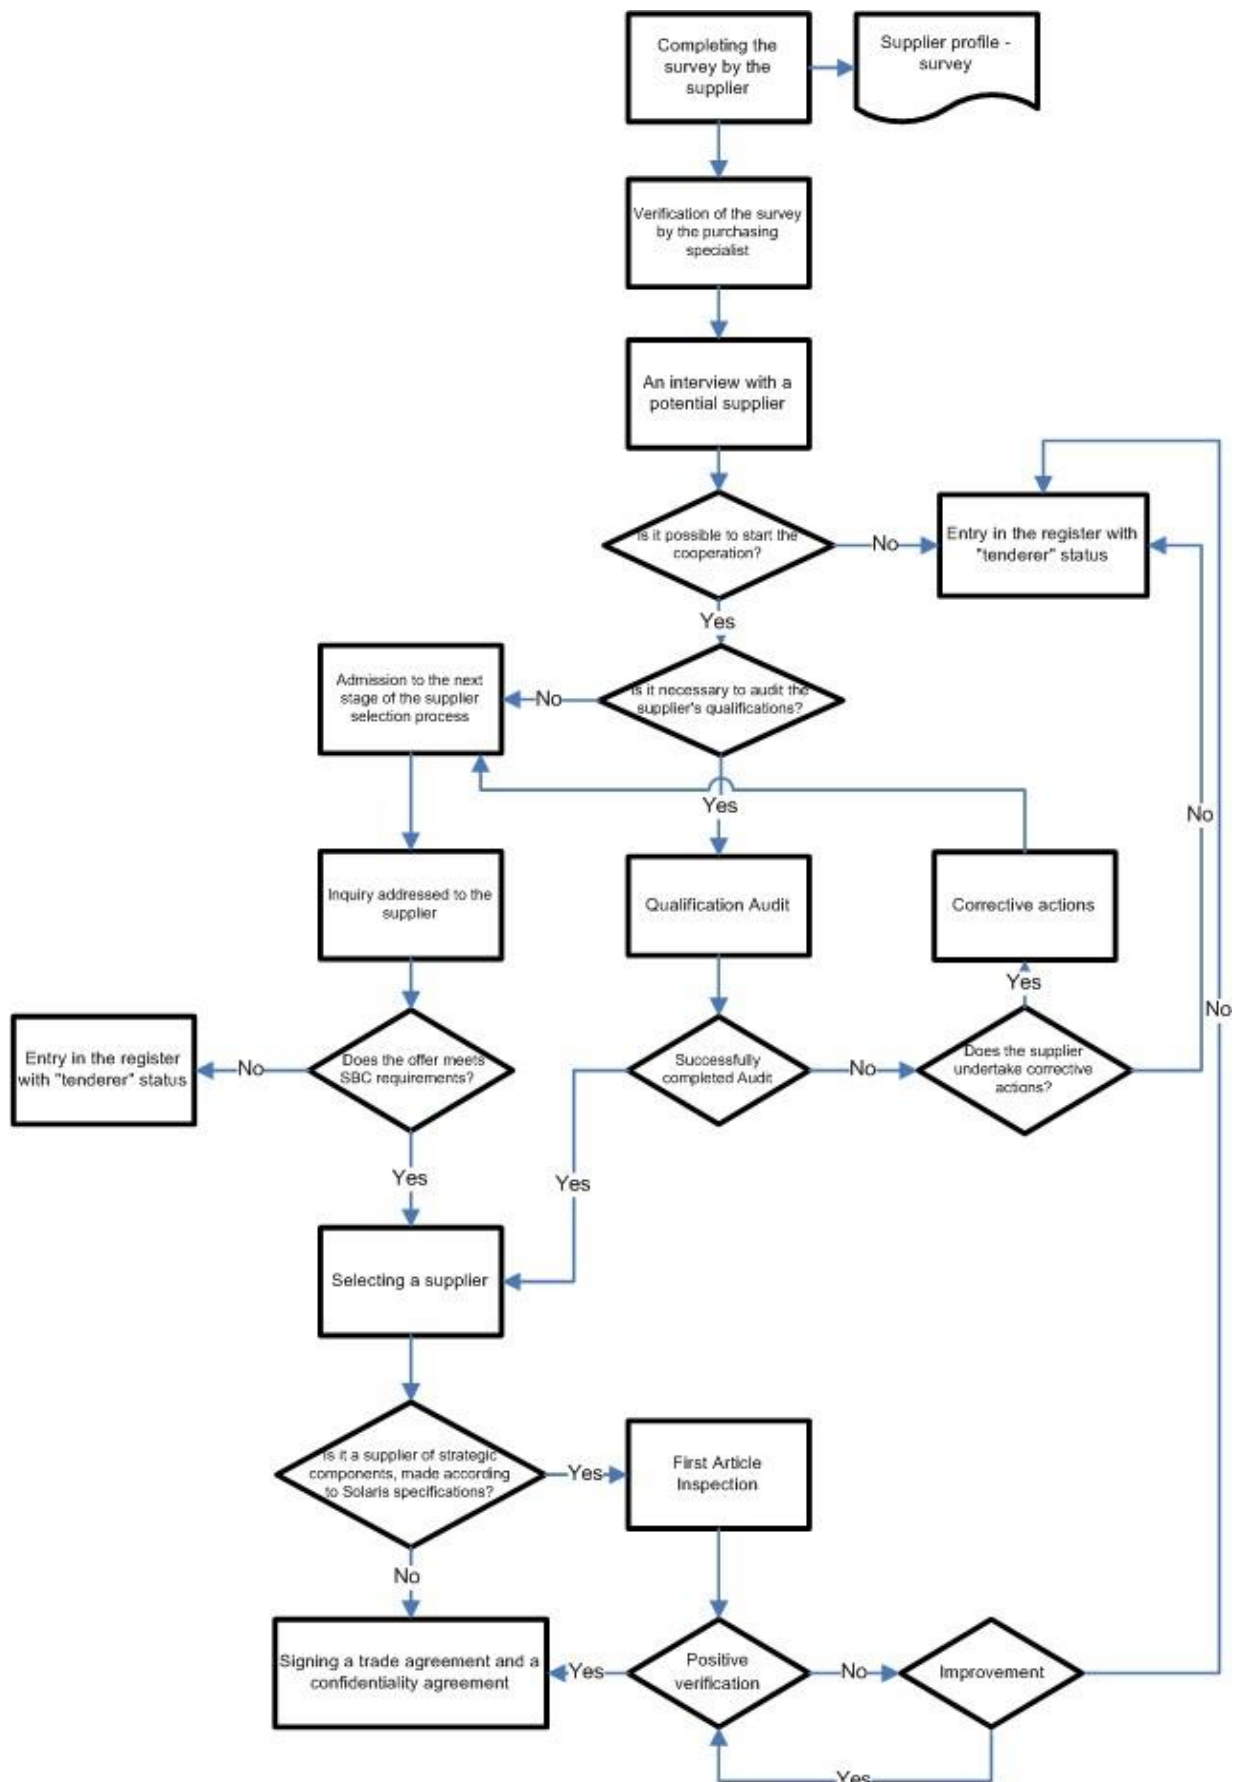 Completing the
survey by the
supplier
Supplier profile -
survey
Verification of the survey
by the purchasing
specialist
An interview with a
potential supplier
Is it possible to start the
cooperation?
No
Entry in the register with
"tenderer" status
Yes
Admission to the next
stage of the supplier
selection process
No
Is it necessary to audit the
supplier's qualifications?
Yes
No
Inquiry addressed to the
supplier
Qualification Audit
Corrective actions
Yes
No
Entry in the register
with "tenderer" status
No
Does the offer meets
SBC requirements?
Successfully
completed Audit
No
Does the supplier
undertake corrective
actions?
Yes
Yes
Selecting a supplier
Is it a supplier of strategic
components, made according
to Solaris specifications?
Yes
First Article
Inspection
No
Signing a trade agreement and a
confidentiality agreement
Yes
Positive
verification
No
Improvement
Yes